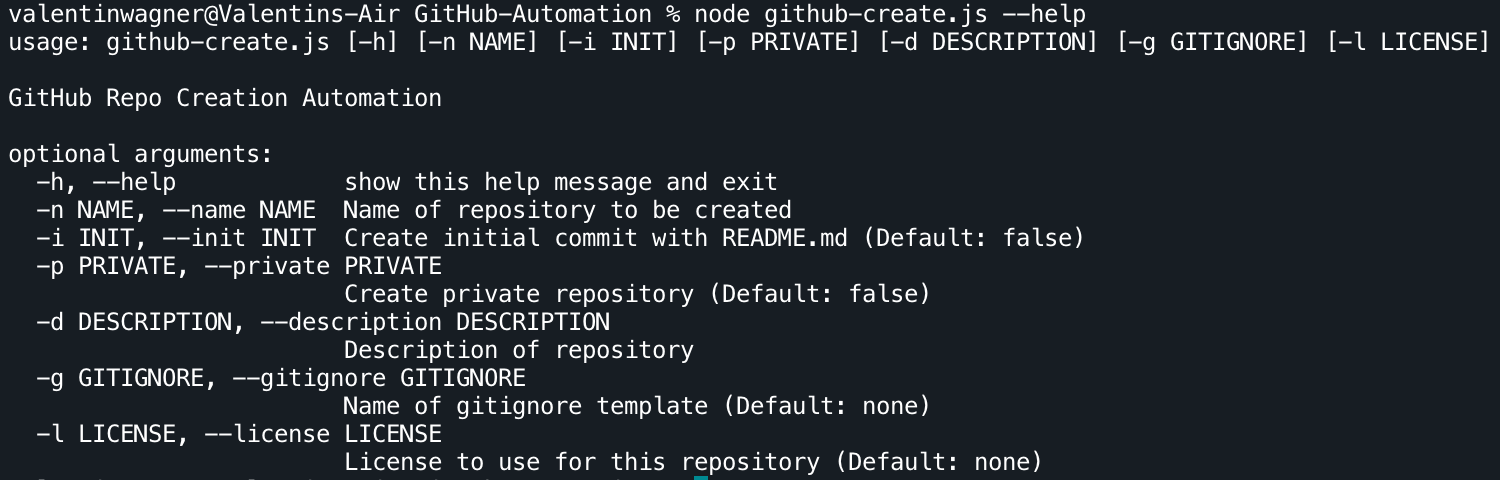 valentinwagner@Valentins-Air GitHub-Automation % node github-create.js --help
usage: github-create.js [-h] [-n NAME] [-i INIT] [-p PRIVATE] [-d DESCRIPTION] [-g GITIGNORE] [-l LICENSE]
GitHub Repo Creation Automation
optional arguments:
  -h, --help            show this help message and exit
  -n NAME, --name NAME  Name of repository to be created
  -i INIT, --init INIT  Create initial commit with README.md (Default: false)
  -p PRIVATE, --private PRIVATE
                        Create private repository (Default: false)
  -d DESCRIPTION, --description DESCRIPTION
                        Description of repository
  -g GITIGNORE, --gitignore GITIGNORE
                        Name of gitignore template (Default: none)
  -l LICENSE, --license LICENSE
                        License to use for this repository (Default: none)